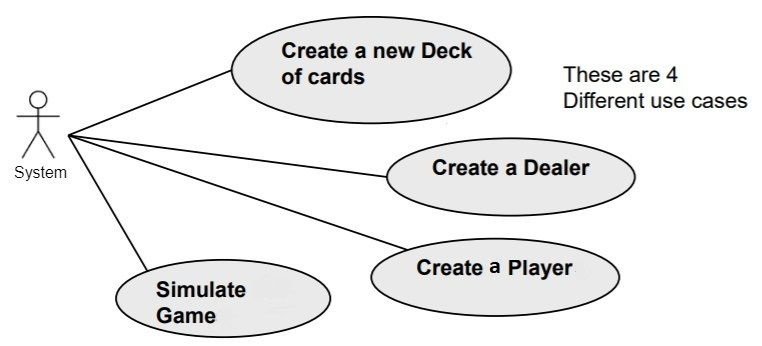 Create a new Deck
of cards
These are 4
Different use cases
System
Create a Dealer
Create a Player
Simulate
Game